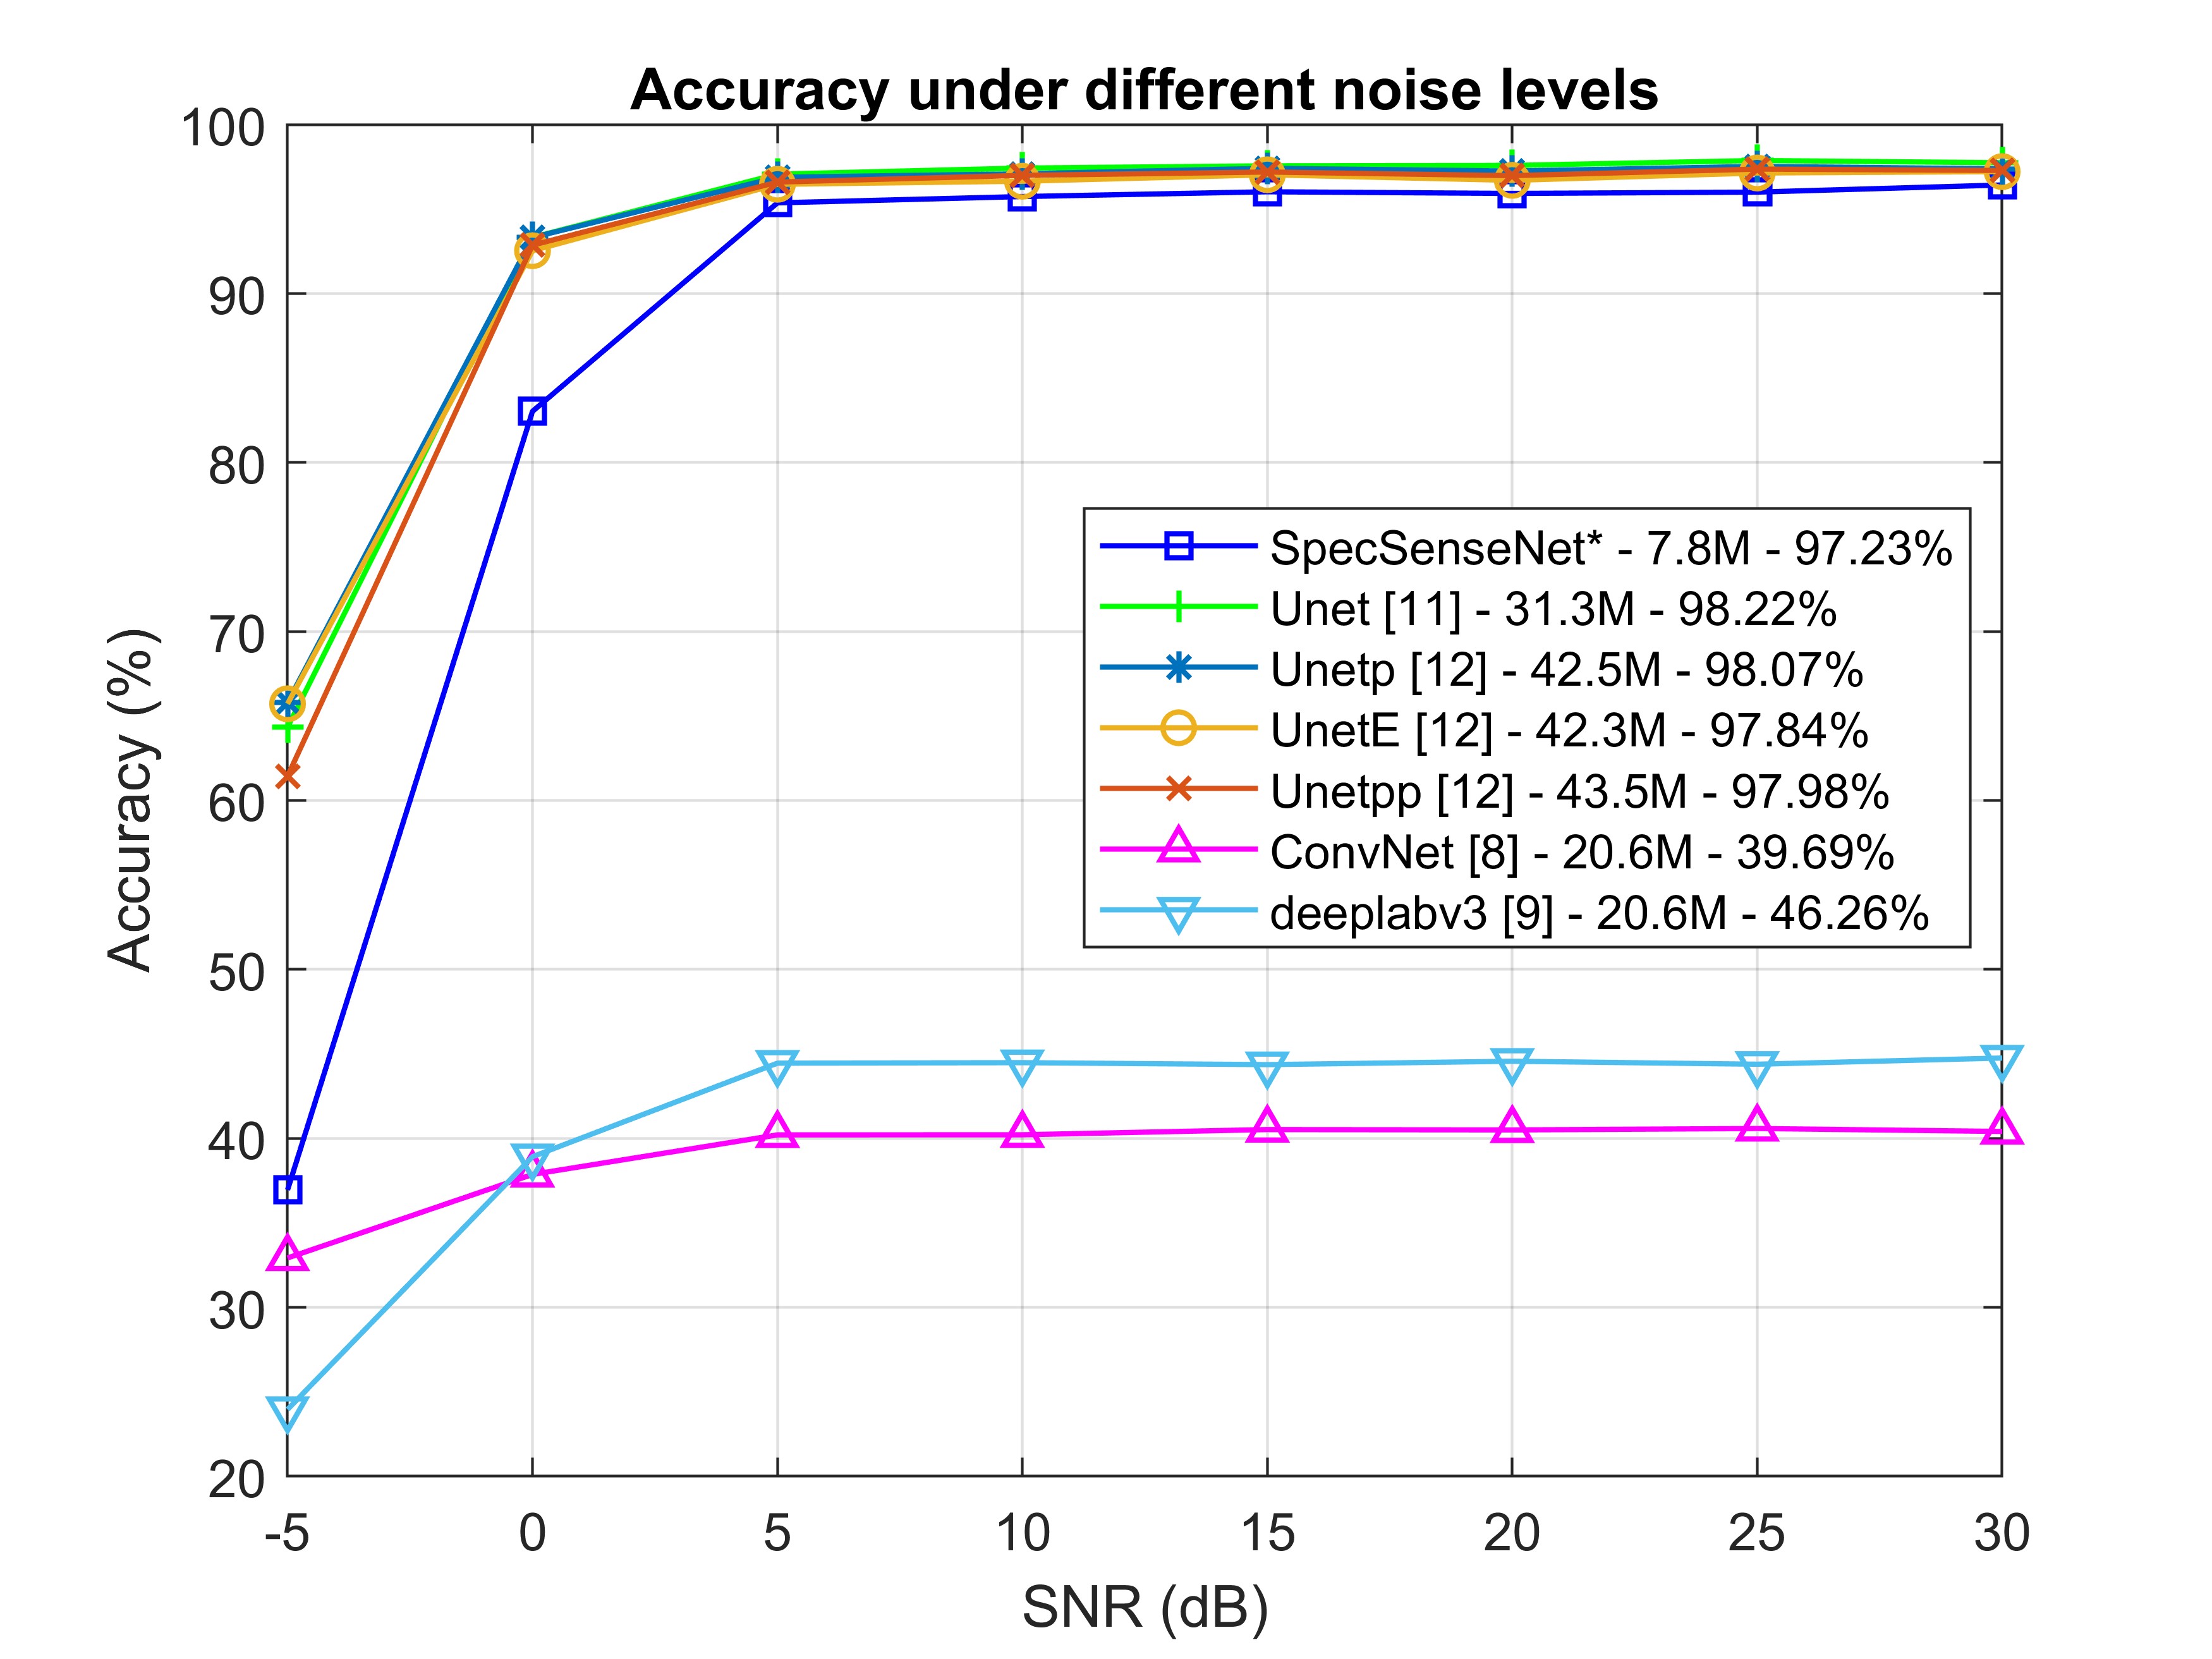 Accuracy under different noise levels
100
90
80
70
60
50
40
30
20
Accuracy (%)
SpecSenseNet* - 7.8M - 97.23%
Unet [11] - 31.3M - 98.22%
Unetp [12] - 42.5M - 98.07%
UnetE [12] - 42.3M - 97.84%
Unetpp [12] - 43.5M - 97.98%
ConvNet [8] - 20.6M - 39.69%
deeplabv3 [9] - 20.6M - 46.26%
-5 0 5 10 15 20 25 30
SNR (dB)